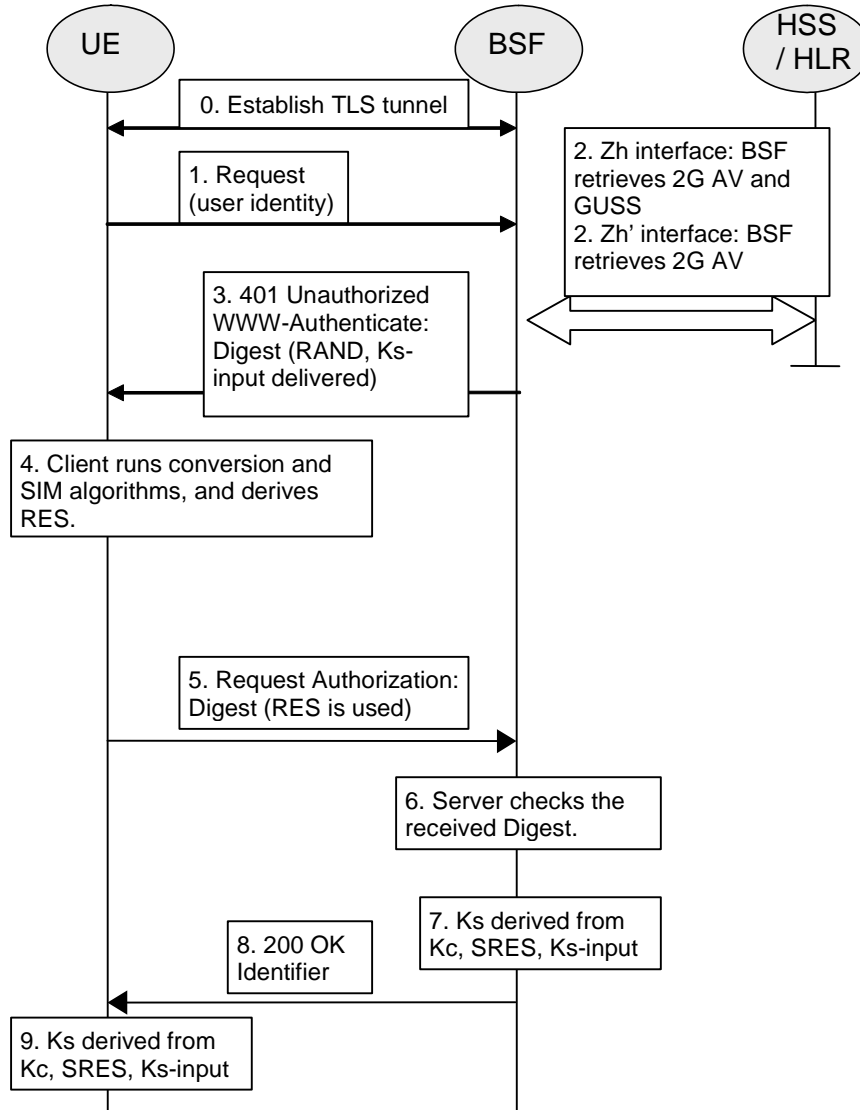 UE
BSF
HSS
/ HLR
0. Establish TLS tunnel
1. Request
(user identity)
2. Zh interface: BSF
retrieves 2G AV and
GUSS
2. Zh’ interface: BSF
retrieves 2G AV
3. 401 Unauthorized
WWW-Authenticate:
Digest (RAND, Ks-
input delivered)
4. Client runs conversion and
SIM algorithms, and derives
RES.
5. Request Authorization:
Digest (RES is used)
6. Server checks the
received Digest.
7. Ks derived from
Kc, SRES, Ks-input
8. 200 OK
Identifier
9. Ks derived from
Kc, SRES, Ks-input